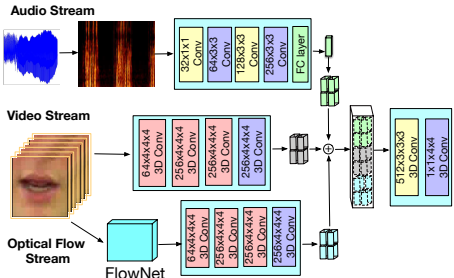 Audio Stream
32x1x1
Conv
64x3x3
Conv
128x3x3
Conv
256x3x3
Conv
FC layer
Video Stream
64x4x4x4
3D Conv
256x4x4x4
3D Conv
256x4x4x4
3D Conv
256x4x4x4
3D Conv
512x3x3x3
3D Conv
1x1x4x4
3D Conv
Optical Flow
Stream
FlowNet
64x4x4x4
3D Conv
256x4x4x4
3D Conv
256x4x4x4
3D Conv
256x4x4x4
3D Conv